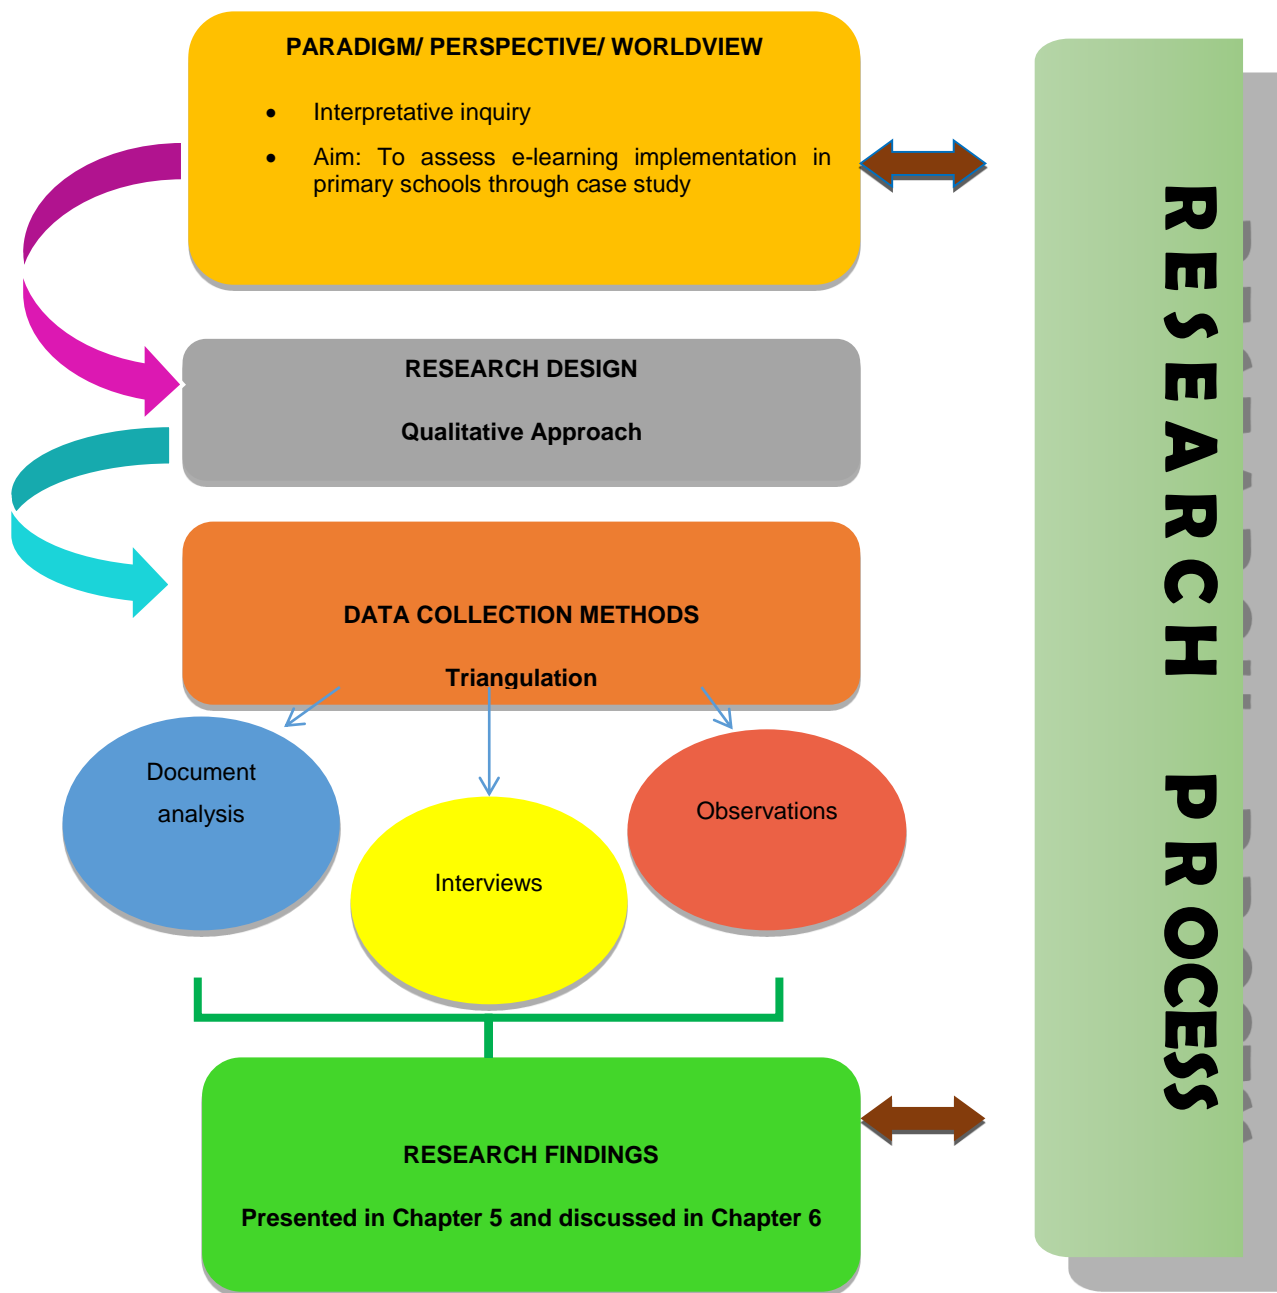 PARADIGM/ PERSPECTIVE/ WORLDVIEW
• Interpretative inquiry
• Aim: To assess e-learning implementation in
primary schools through case study
RESEARCH DESIGN
Qualitative Approach
DATA COLLECTION METHODS
Triangulation
Document
analysis
Interviews
Observations
RESEARCH FINDINGS
Presented in Chapter 5 and discussed in Chapter 6
RESEARCH PROCESS